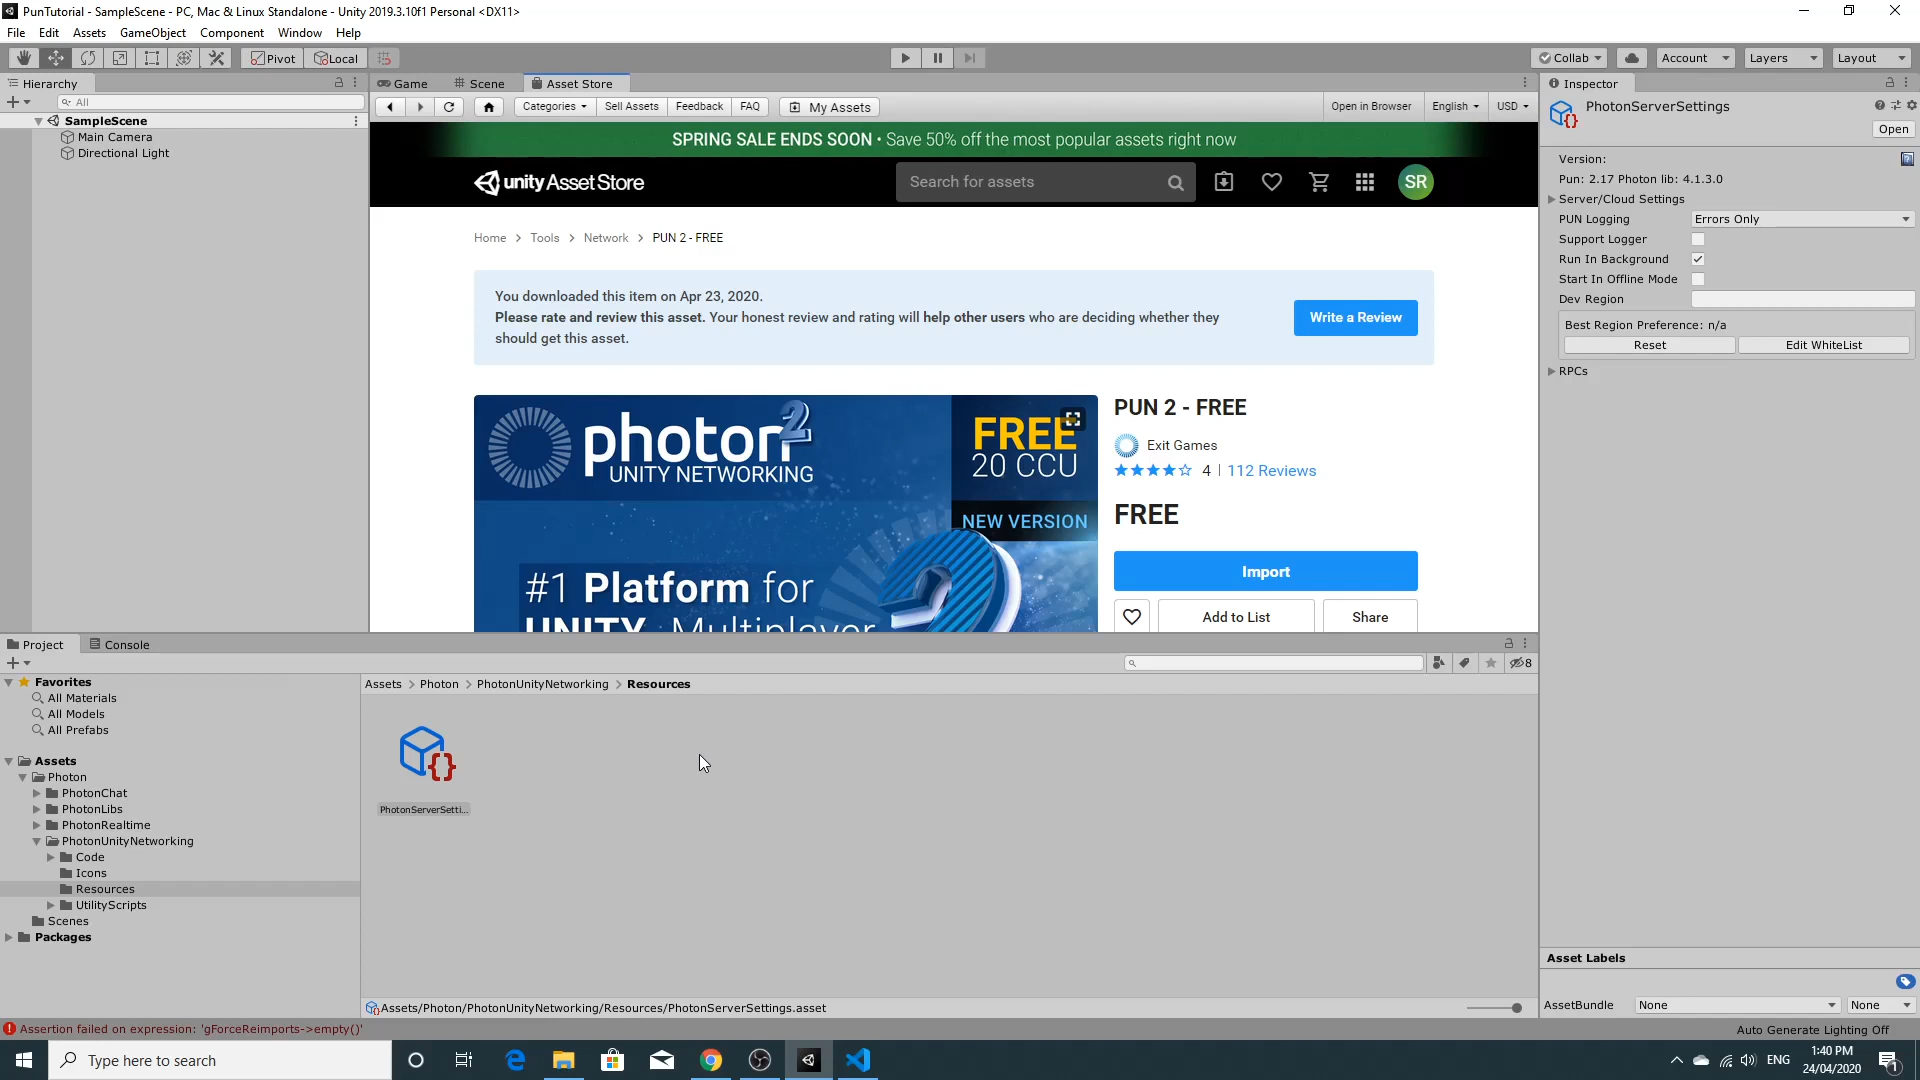 PunTutorial - SampleScene - PC, Mac & Linux Standalone - Unity 2019.3.10f1 Personal <DX11>
File Edit Assets GameObject Component Window Help
Pivot Local Collab Account Layers Layout
Hierarchy
All
SampleScene
Main Camera
Directional Light
Game Scene Asset Store
Categories Sell Assets Feedback FAQ My Assets Open in Browser English USD
SPRING SALE ENDS SOON • Save 50% off the most popular assets right now
unity Asset Store Search for assets SR
Home > Tools > Network > PUN 2 - FREE
You downloaded this item on Apr 23, 2020.
Please rate and review this asset. Your honest review and rating will help other users who are deciding whether they
should get this asset.
Write a Review
photon 2
UNITY NETWORKING
FREE
20 CCU
NEW VERSION
#1 Platform for
UNITY Multiplayer
2
PUN 2 - FREE
Exit Games
4 | 112 Reviews
FREE
Import
Add to List Share
Inspector
PhotonServerSettings
Open
Version:
Pun: 2.17 Photon lib: 4.1.3.0
Server/Cloud Settings
PUN Logging Errors Only
Support Logger
Run In Background
Start In Offline Mode
Dev Region
Best Region Preference: n/a
Reset Edit WhiteList
RPCs
Asset Labels
AssetBundle None None
Project Console
8
Favorites
All Materials
All Models
All Prefabs
Assets
Photon
PhotonChat
PhotonLibs
PhotonRealtime
PhotonUnityNetworking
Code
Icons
Resources
UtilityScripts
Scenes
Packages
Assets > Photon > PhotonUnityNetworking > Resources
{}
PhotonServerSetti...
Assets/Photon/PhotonUnityNetworking/Resources/PhotonServerSettings.asset
Assertion failed on expression: 'gForceReimports->empty()'
Auto Generate Lighting Off
Type here to search
ENG
1:40 PM
24/04/2020
1